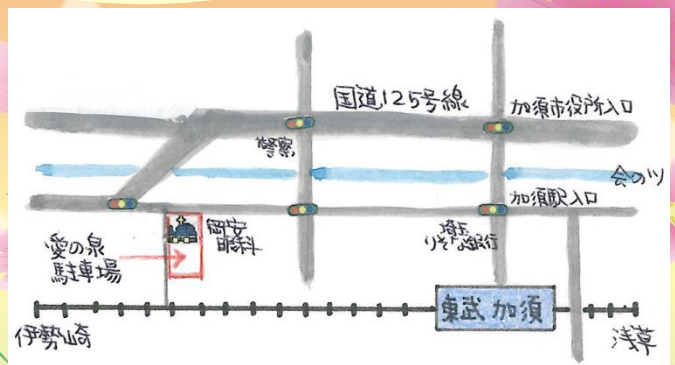 国道125号線
加須市役所入口
警察
会の川
加須駅入口
岡安
眼科
埼玉
りそな銀行
愛の泉
駐車場
東武 加須
伊勢崎
浅草